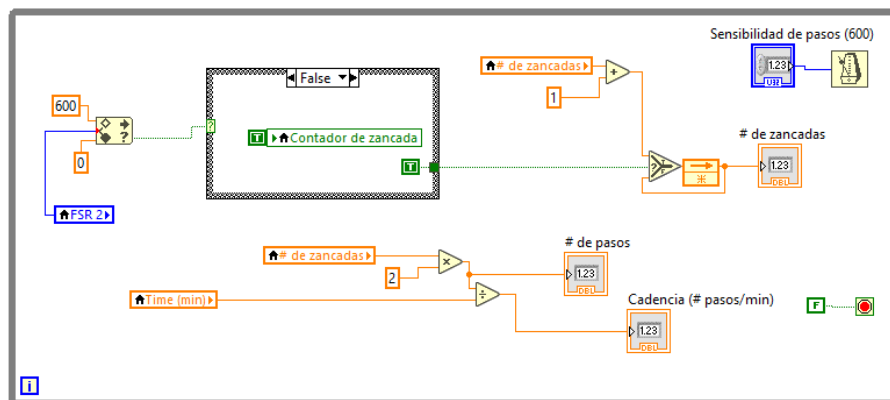 Sensibilidad de pasos (600)
1.23
U32
False
# de zancadas
+
1
600
?
0
?
T
Contador de zancada
T
# de zancadas
?
T
F
1.23
DBL
FSR 2
# de zancadas
×
2
# de pasos
1.23
DBL
Time (min)
÷
Cadencia (# pasos/min)
1.23
DBL
F
i